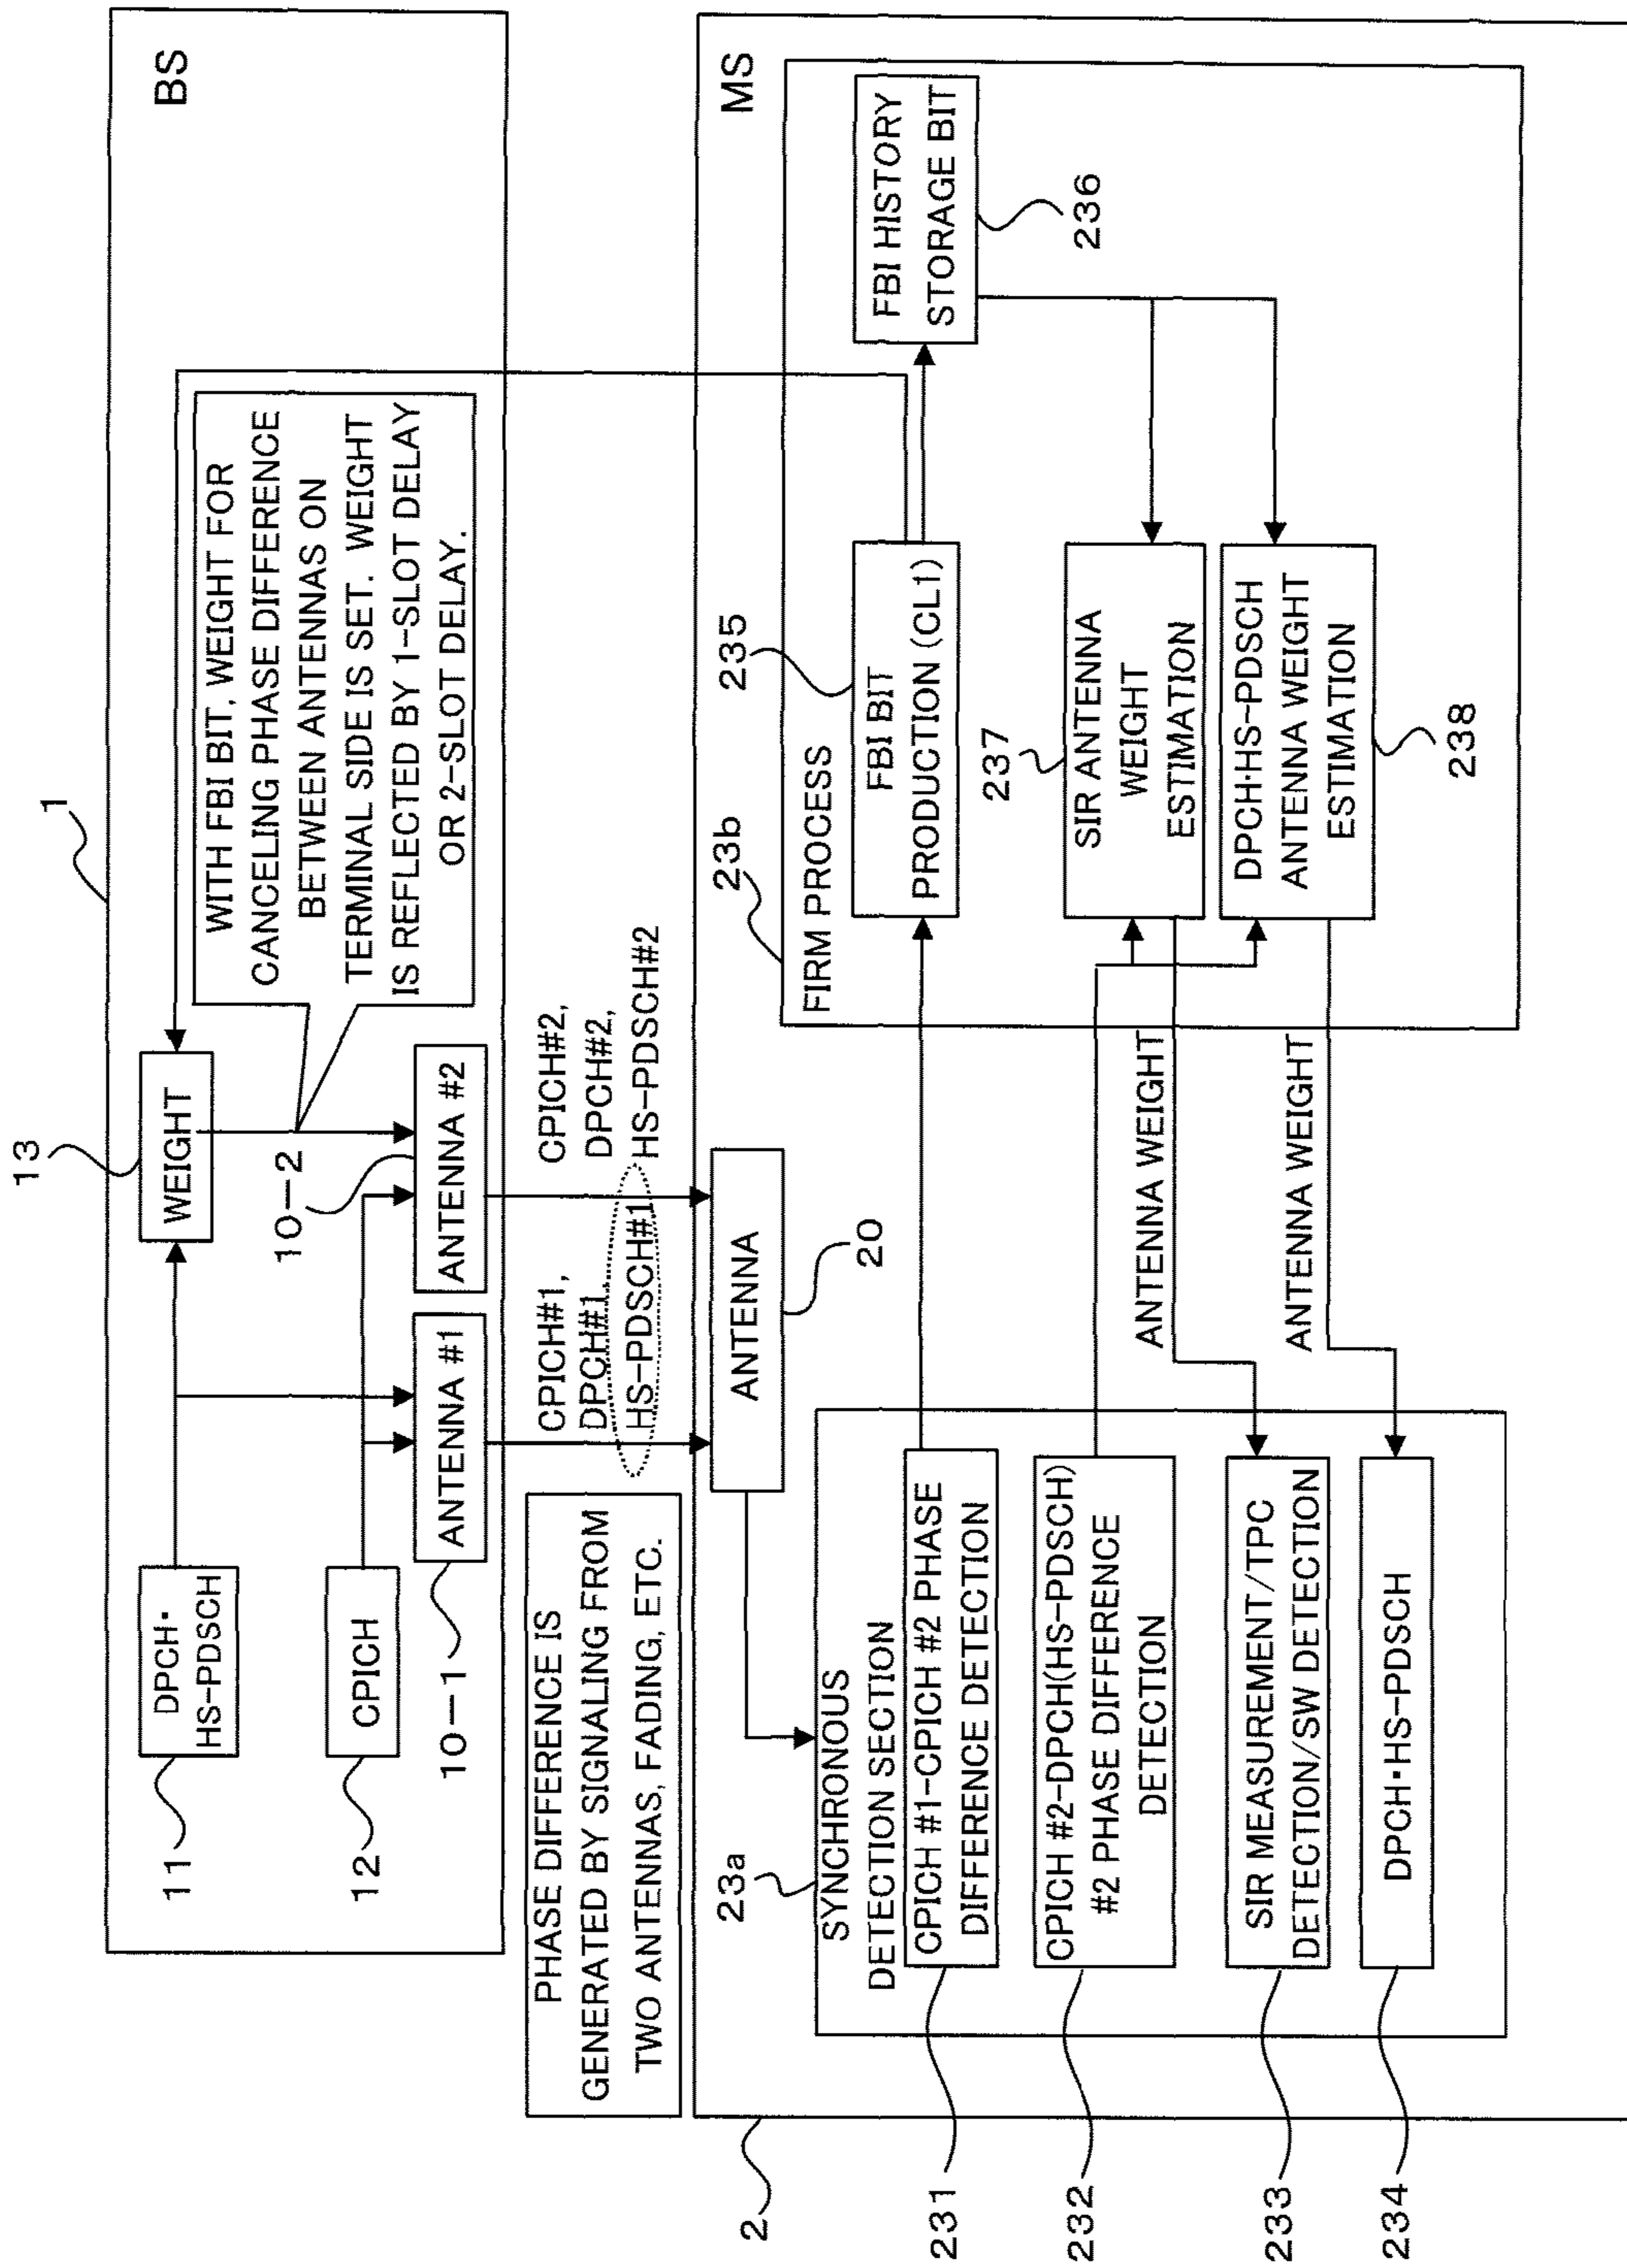 1
BS
13
WEIGHT
WITH FBI BIT, WEIGHT FOR
CANCELING PHASE DIFFERENCE
BETWEEN ANTENNAS ON
TERMINAL SIDE IS SET. WEIGHT
IS REFLECTED BY 1-SLOT DELAY
OR 2-SLOT DELAY.
11
DPCH·
HS-PDSCH
12
CPICH
10-1
ANTENNA #1
10-2
ANTENNA #2
PHASE DIFFERENCE IS
GENERATED BY SIGNALING FROM
TWO ANTENNAS, FADING, ETC.
CPICH#1,
DPCH#1,
HS-PDSCH#1
CPICH#2,
DPCH#2,
HS-PDSCH#2
2
MS
ANTENNA
20
23a
SYNCHRONOUS
DETECTION SECTION
231
CPICH #1-CPICH #2 PHASE
DIFFERENCE DETECTION
232
CPICH #2-DPCH(HS-PDSCH)
#2 PHASE DIFFERENCE
DETECTION
233
SIR MEASUREMENT/TPC
DETECTION/SW DETECTION
234
DPCH·HS-PDSCH
ANTENNA WEIGHT
ANTENNA WEIGHT
23b
FIRM PROCESS
235
FBI BIT
PRODUCTION (CL1)
FBI HISTORY
STORAGE BIT
236
237
SIR ANTENNA
WEIGHT
ESTIMATION
DPCH·HS-PDSCH
ANTENNA WEIGHT
ESTIMATION
238